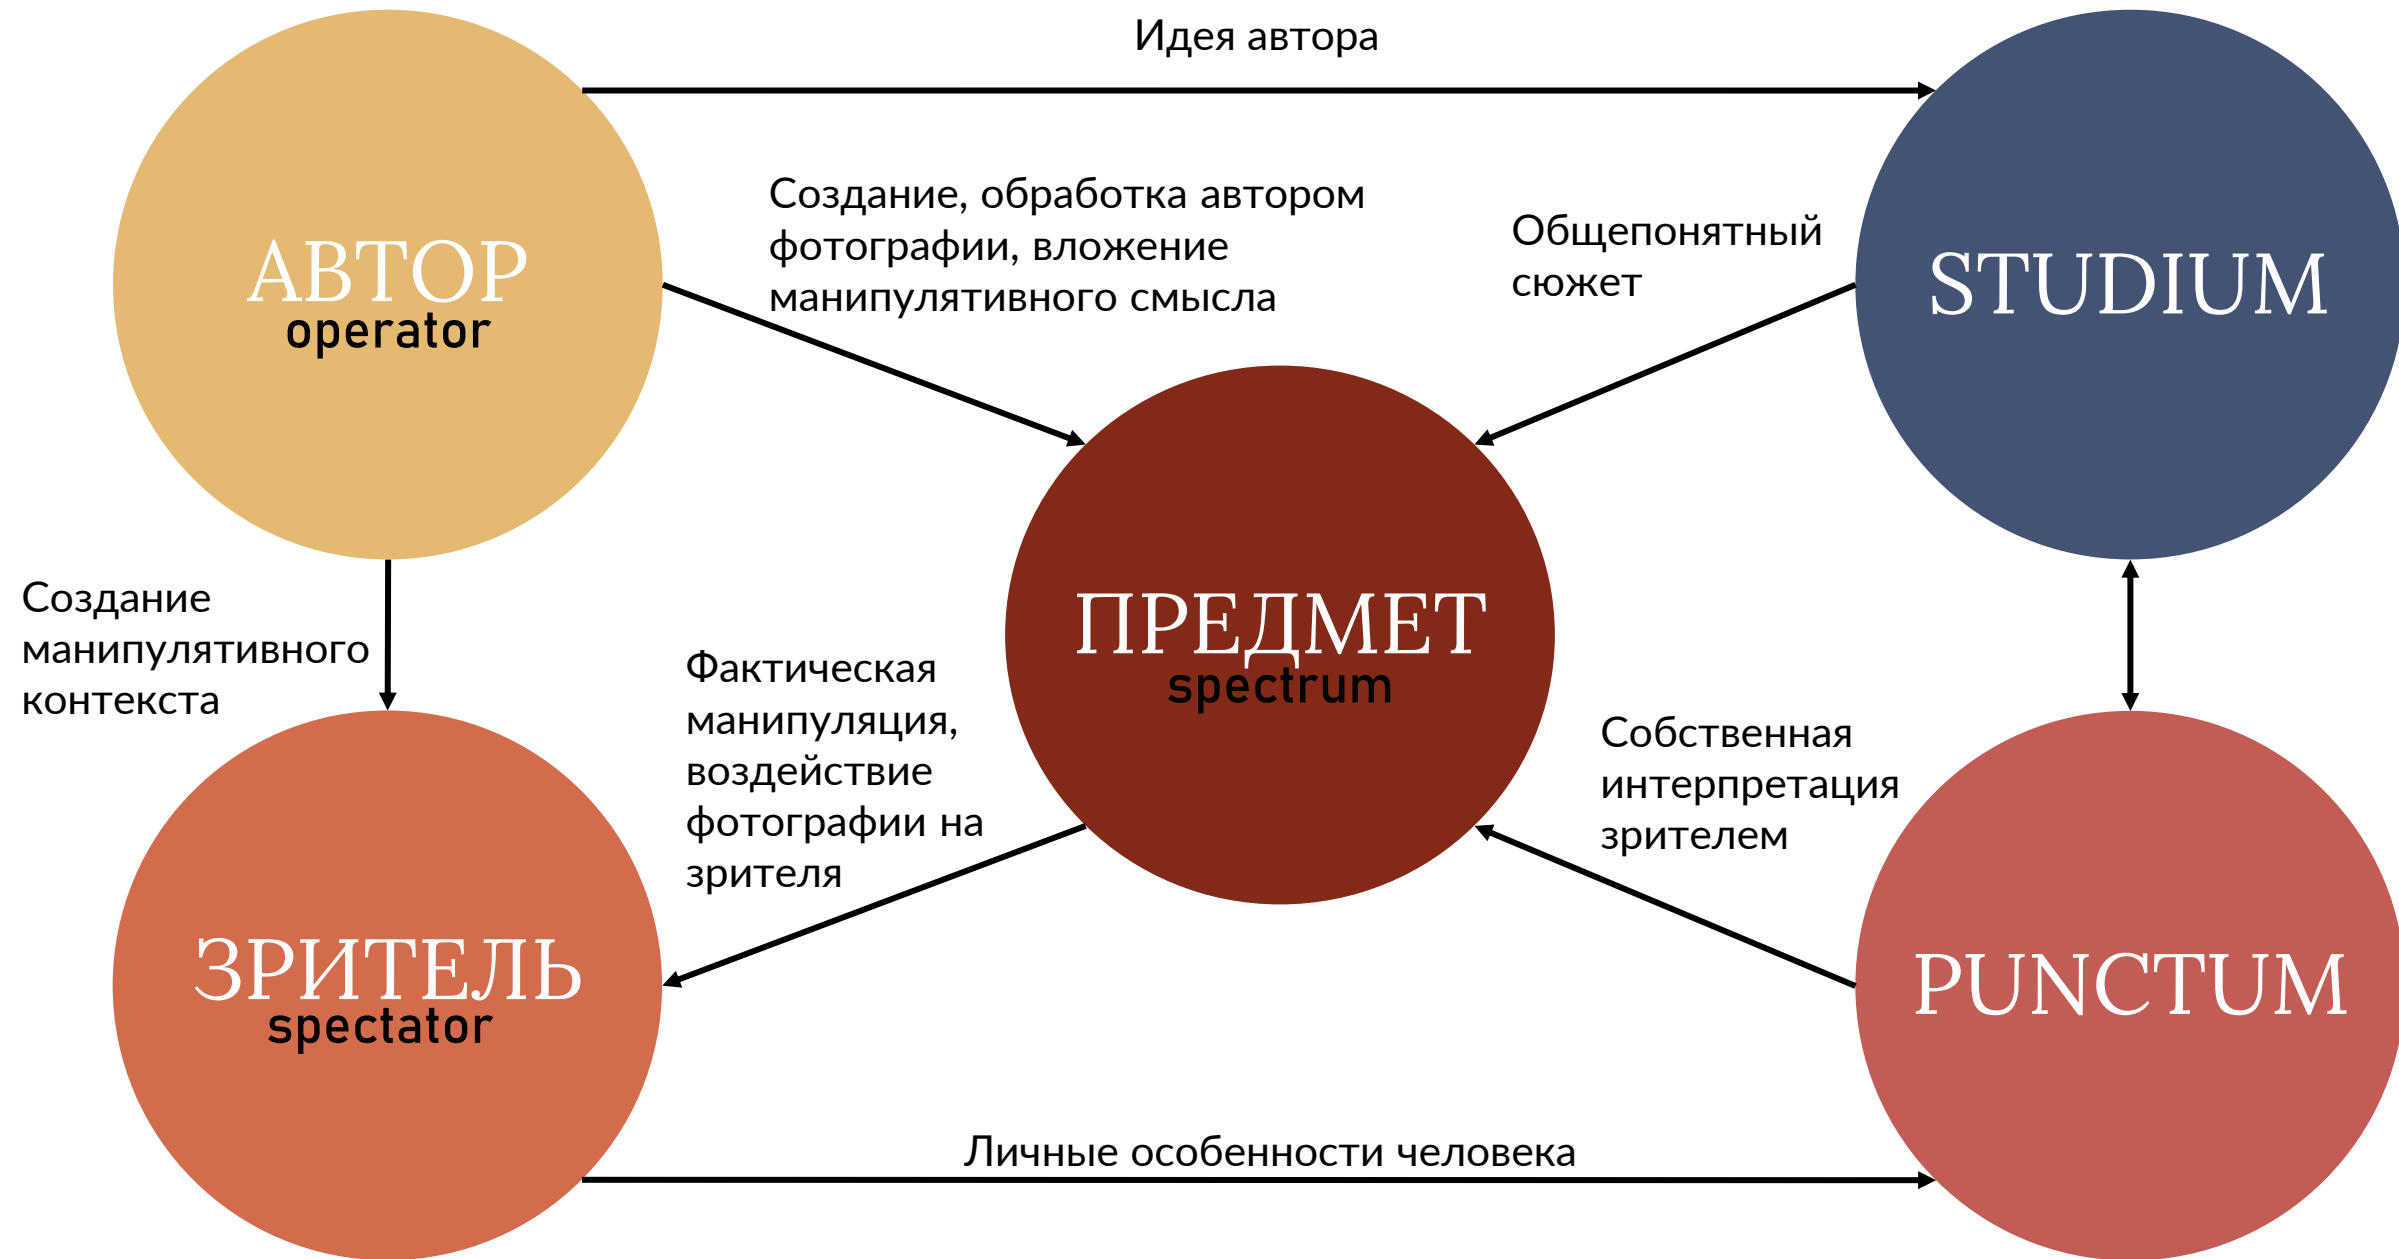 Идея автора
Создание, обработка автором
фотографии, вложение
манипулятивного смысла
Общепонятный
сюжет
АВТОР
operator
STUDIUM
Создание
манипулятивного
контекста
ПРЕДМЕТ
spectrum
Фактическая
манипуляция,
воздействие
фотографии на
зрителя
Собственная
интерпретация
зрителем
ЗРИТЕЛЬ
spectator
PUNCTUM
Личные особенности человека